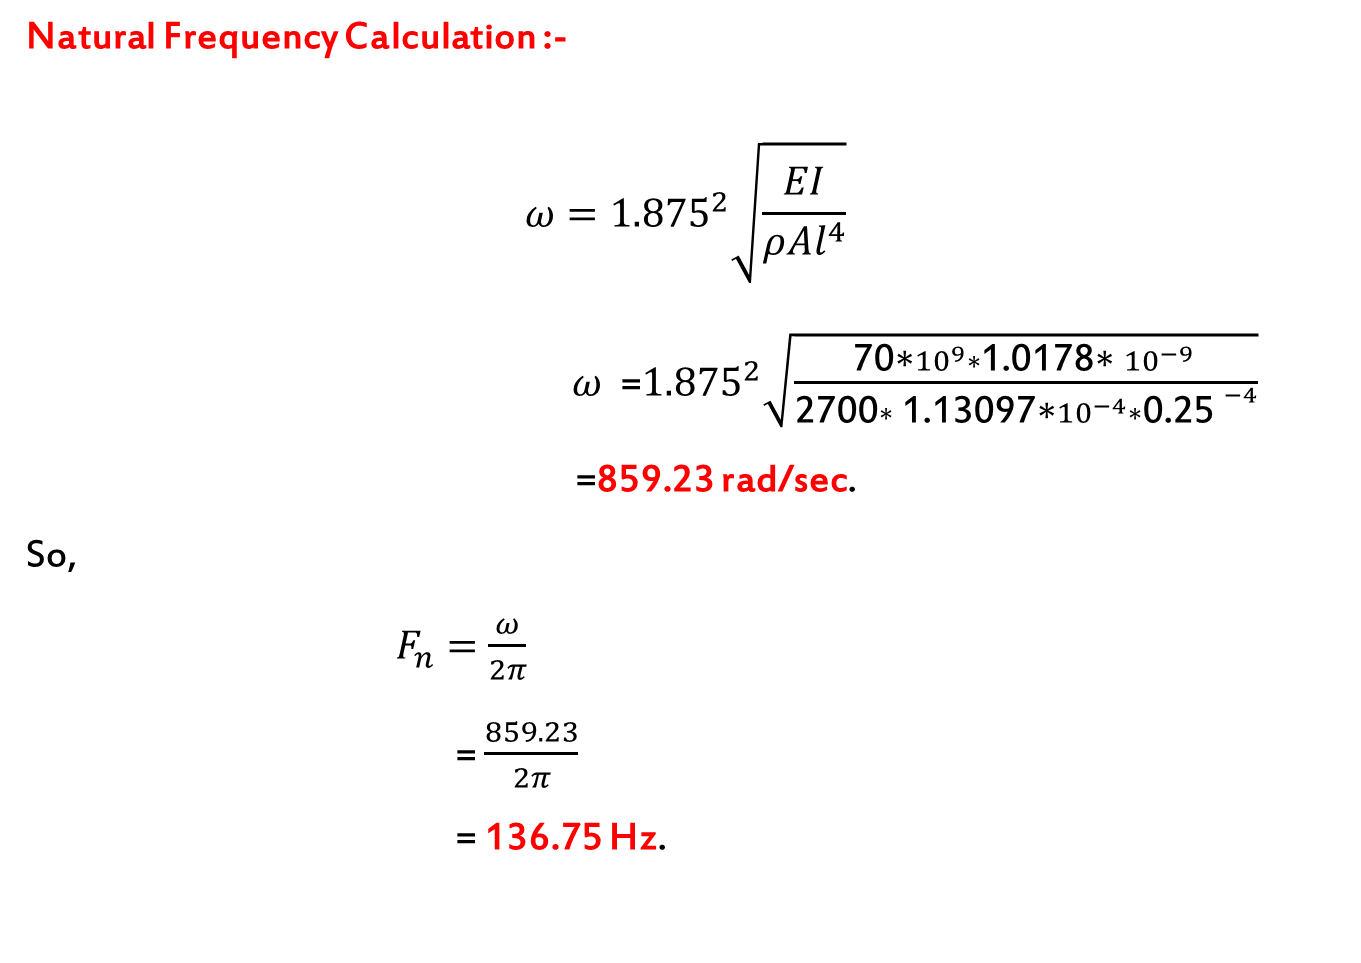 Natural Frequency Calculation :-
ω = 1.875² √(EI / ρAl⁴)
ω =1.875² √(70*10⁹*1.0178* 10⁻⁹ / 2700* 1.13097*10⁻⁴*0.25 ⁻⁴)
=859.23 rad/sec.
So,
Fₙ = ω / 2π
= 859.23 / 2π
= 136.75 Hz.